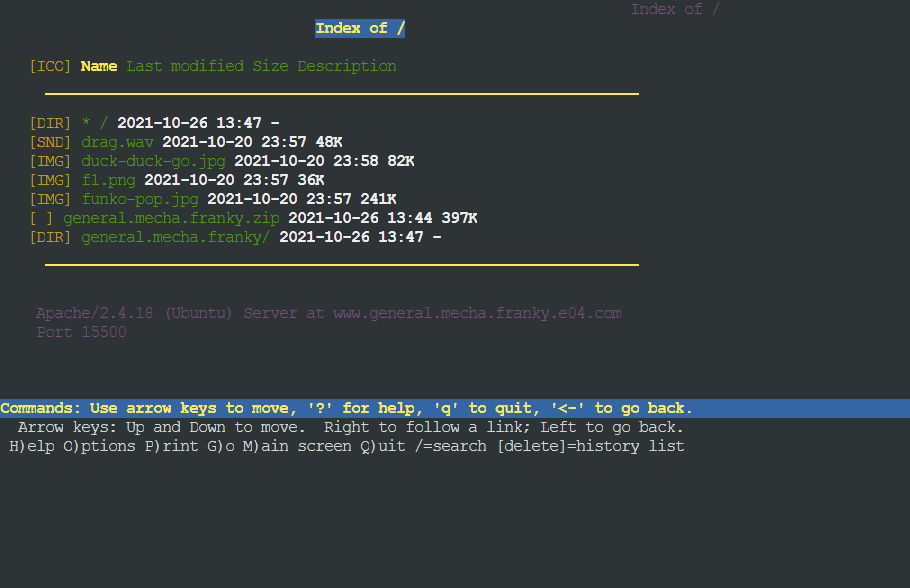 Index of /
Index of /
[ICO] Name Last modified Size Description
[DIR] * / 2021-10-26 13:47 -
[SND] drag.wav 2021-10-20 23:57 48K
[IMG] duck-duck-go.jpg 2021-10-20 23:58 82K
[IMG] f1.png 2021-10-20 23:57 36K
[IMG] funko-pop.jpg 2021-10-20 23:57 241K
[ ] general.mecha.franky.zip 2021-10-26 13:44 397K
[DIR] general.mecha.franky/ 2021-10-26 13:47 -
Apache/2.4.18 (Ubuntu) Server at www.general.mecha.franky.e04.com
Port 15500
Commands: Use arrow keys to move, '?' for help, 'q' to quit, '<-' to go back.
Arrow keys: Up and Down to move. Right to follow a link; Left to go back.
H)elp O)ptions P)rint G)o M)ain screen Q)uit /=search [delete]=history list